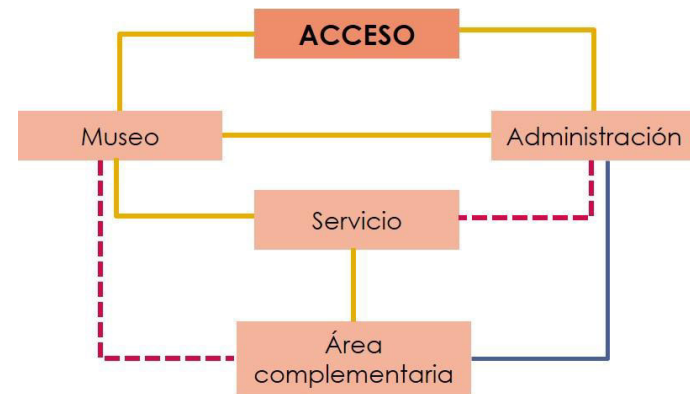 ACCESO
Museo
Administración
Servicio
Área
complementaria